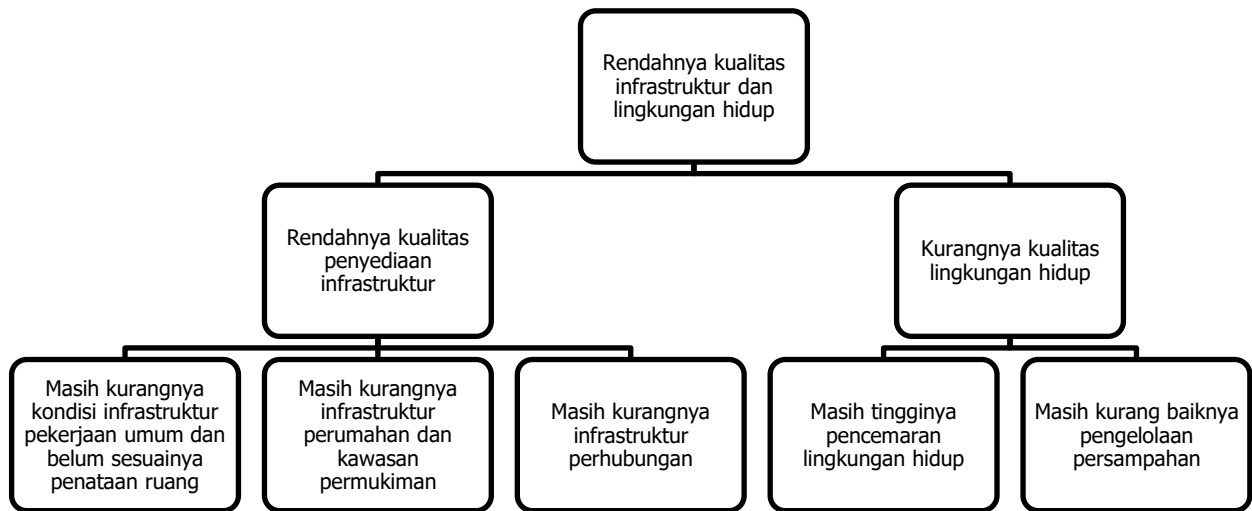 Rendahnya kualitas
infrastruktur dan
lingkungan hidup
Rendahnya kualitas
penyediaan
infrastruktur
Kurangnya kualitas
lingkungan hidup
Masih kurangnya
kondisi infrastruktur
pekerjaan umum dan
belum sesuainya
penataan ruang
Masih kurangnya
infrastruktur
perumahan dan
kawasan
permukiman
Masih kurangnya
infrastruktur
perhubungan
Masih tingginya
pencemaran
lingkungan hidup
Masih kurang baiknya
pengelolaan
persampahan